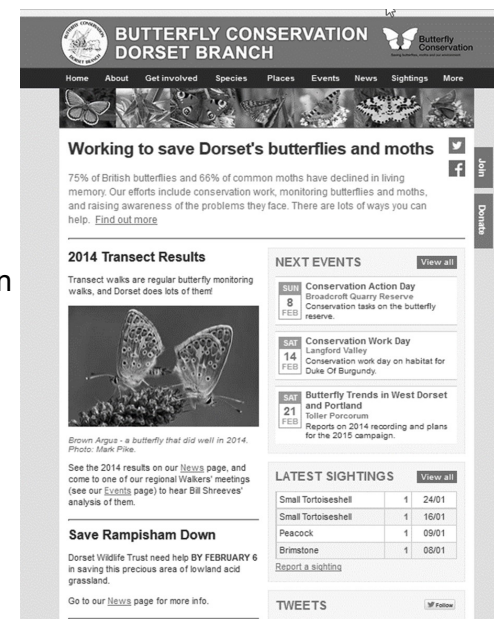 BUTTERFLY CONSERVATION
DORSET BRANCH
Butterfly
Conservation
Home About Get involved Species Places Events News Sightings More
Working to save Dorset's butterflies and moths
75% of British butterflies and 66% of common moths have declined in living
memory. Our efforts include conservation work, monitoring butterflies and moths,
and raising awareness of the problems they face. There are lots of ways you can
help. Find out more
Join
Donate
2014 Transect Results
Transect walks are regular butterfly monitoring
walks, and Dorset does lots of them!
Brown Argus - a butterfly that did well in 2014.
Photo: Mark Pike.
See the 2014 results on our News page, and
come to one of our regional Walkers' meetings
(see our Events page) to hear Bill Shreeves'
analysis of them.
Save Rampisham Down
Dorset Wildlife Trust need help BY FEBRUARY 6
in saving this precious area of lowland acid
grassland.
Go to our News page for more info.
NEXT EVENTS View all
SUN
8
FEB
Conservation Action Day
Broadcroft Quarry Reserve
Conservation tasks on the butterfly
reserve.
SAT
14
FEB
Conservation Work Day
Langford Valley
Conservation work day on habitat for
Duke Of Burgundy.
SAT
21
FEB
Butterfly Trends in West Dorset
and Portland
Toller Porcorum
Reports on 2014 recording and plans
for the 2015 campaign.
LATEST SIGHTINGS View all
Small Tortoiseshell 1 24/01
Small Tortoiseshell 1 16/01
Peacock 1 09/01
Brimstone 1 08/01
Report a sighting
TWEETS Follow